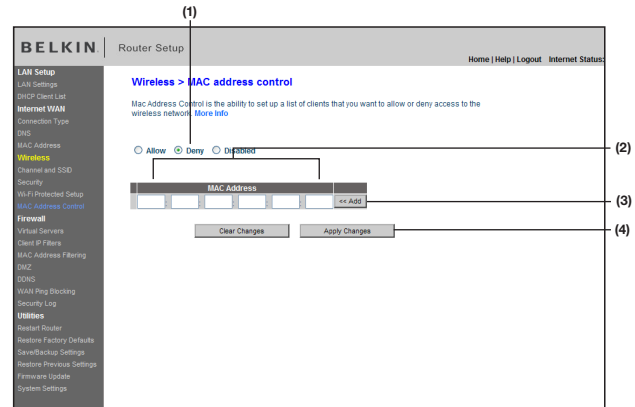 (1)
BELKIN. Router Setup
Home | Help | Logout Internet Status:
LAN Setup
LAN Settings
DHCP Client List
Internet WAN
Connection Type
DNS
MAC Address
Wireless
Channel and SSID
Security
Wi-Fi Protected Setup
MAC Address Control
Firewall
Virtual Servers
Client IP Filters
MAC Address Filtering
DMZ
DDNS
WAN Ping Blocking
Security Log
Utilities
Restart Router
Restore Factory Defaults
Save/Backup Settings
Restore Previous Settings
Firmware Update
System Settings
Wireless > MAC address control
Mac Address Control is the ability to set up a list of clients that you want to allow or deny access to the
wireless network. More Info
Allow Deny Disabled
(2)
MAC Address
: : : : : << Add
(3)
Clear Changes Apply Changes
(4)